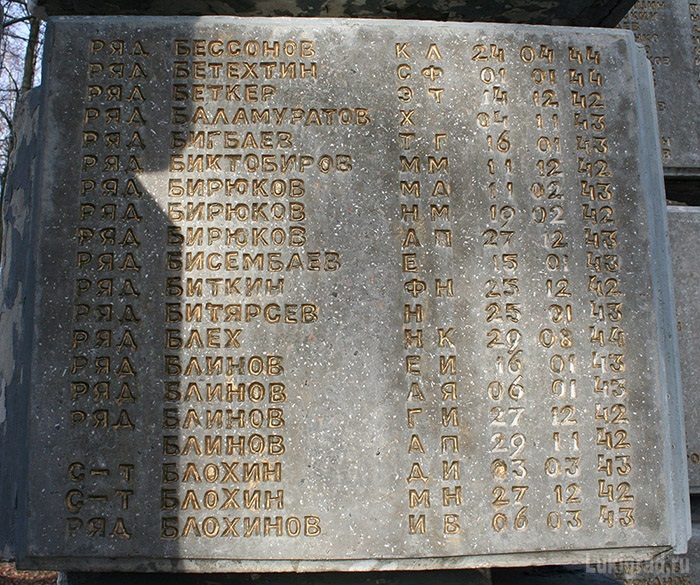 РЯД БЕССОНОВ К Л 24 04 44
РЯД БЕТЕХТИН С Ф 01 01 44
РЯД БЕТКЕР Э Т 14 12 42
РЯД БАЛАМУРАТОВ Х 04 11 43
РЯД БИГБАЕВ Т Г 16 01 43
РЯД БИКТОБИРОВ М М 11 12 42
РЯД БИРЮКОВ М А 11 02 43
РЯД БИРЮКОВ Н М 19 02 42
РЯД БИРЮКОВ А П 27 12 43
РЯД БИСЕМБАЕВ Е 15 01 43
РЯД БИТКИН Ф Н 23 12 42
РЯД БИТЯРСЕВ Н 25 01 43
РЯД БЛЕХ Н К 29 08 44
РЯД БЛИНОВ Е И 16 01 43
РЯД БЛИНОВ А Я 06 01 43
РЯД БЛИНОВ Г И 27 12 42
БЛИНОВ А П 29 11 42
С-Т БЛОХИН Д И 03 03 43
С-Т БЛОХИН М Н 27 12 42
РЯД БЛОХИНОВ И В 06 03 43
Lukigrad.ru